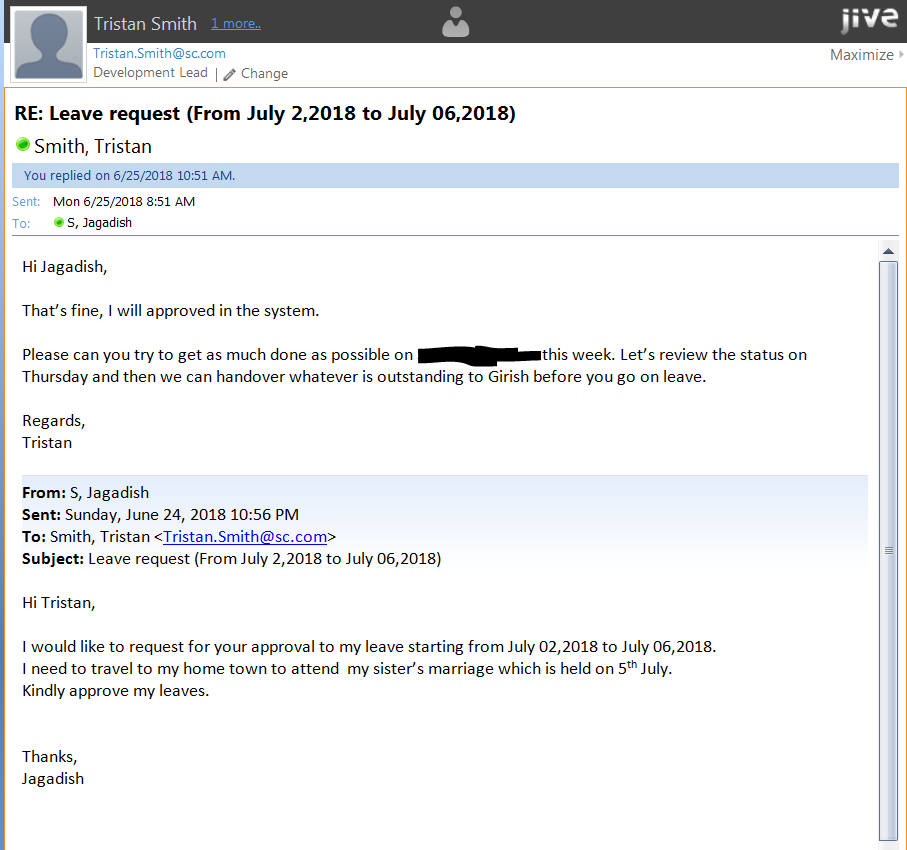 Tristan Smith 1 more..
jive
Tristan.Smith@sc.com
Maximize
Development Lead | Change
RE: Leave request (From July 2,2018 to July 06,2018)
Smith, Tristan
You replied on 6/25/2018 10:51 AM.
Sent: Mon 6/25/2018 8:51 AM
To: S, Jagadish
Hi Jagadish,
That's fine, I will approved in the system.
Please can you try to get as much done as possible on this week. Let's review the status on
Thursday and then we can handover whatever is outstanding to Girish before you go on leave.
Regards,
Tristan
From: S, Jagadish
Sent: Sunday, June 24, 2018 10:56 PM
To: Smith, Tristan <Tristan.Smith@sc.com>
Subject: Leave request (From July 2,2018 to July 06,2018)
Hi Tristan,
I would like to request for your approval to my leave starting from July 02,2018 to July 06,2018.
I need to travel to my home town to attend  my sister's marriage which is held on 5th July.
Kindly approve my leaves.
Thanks,
Jagadish